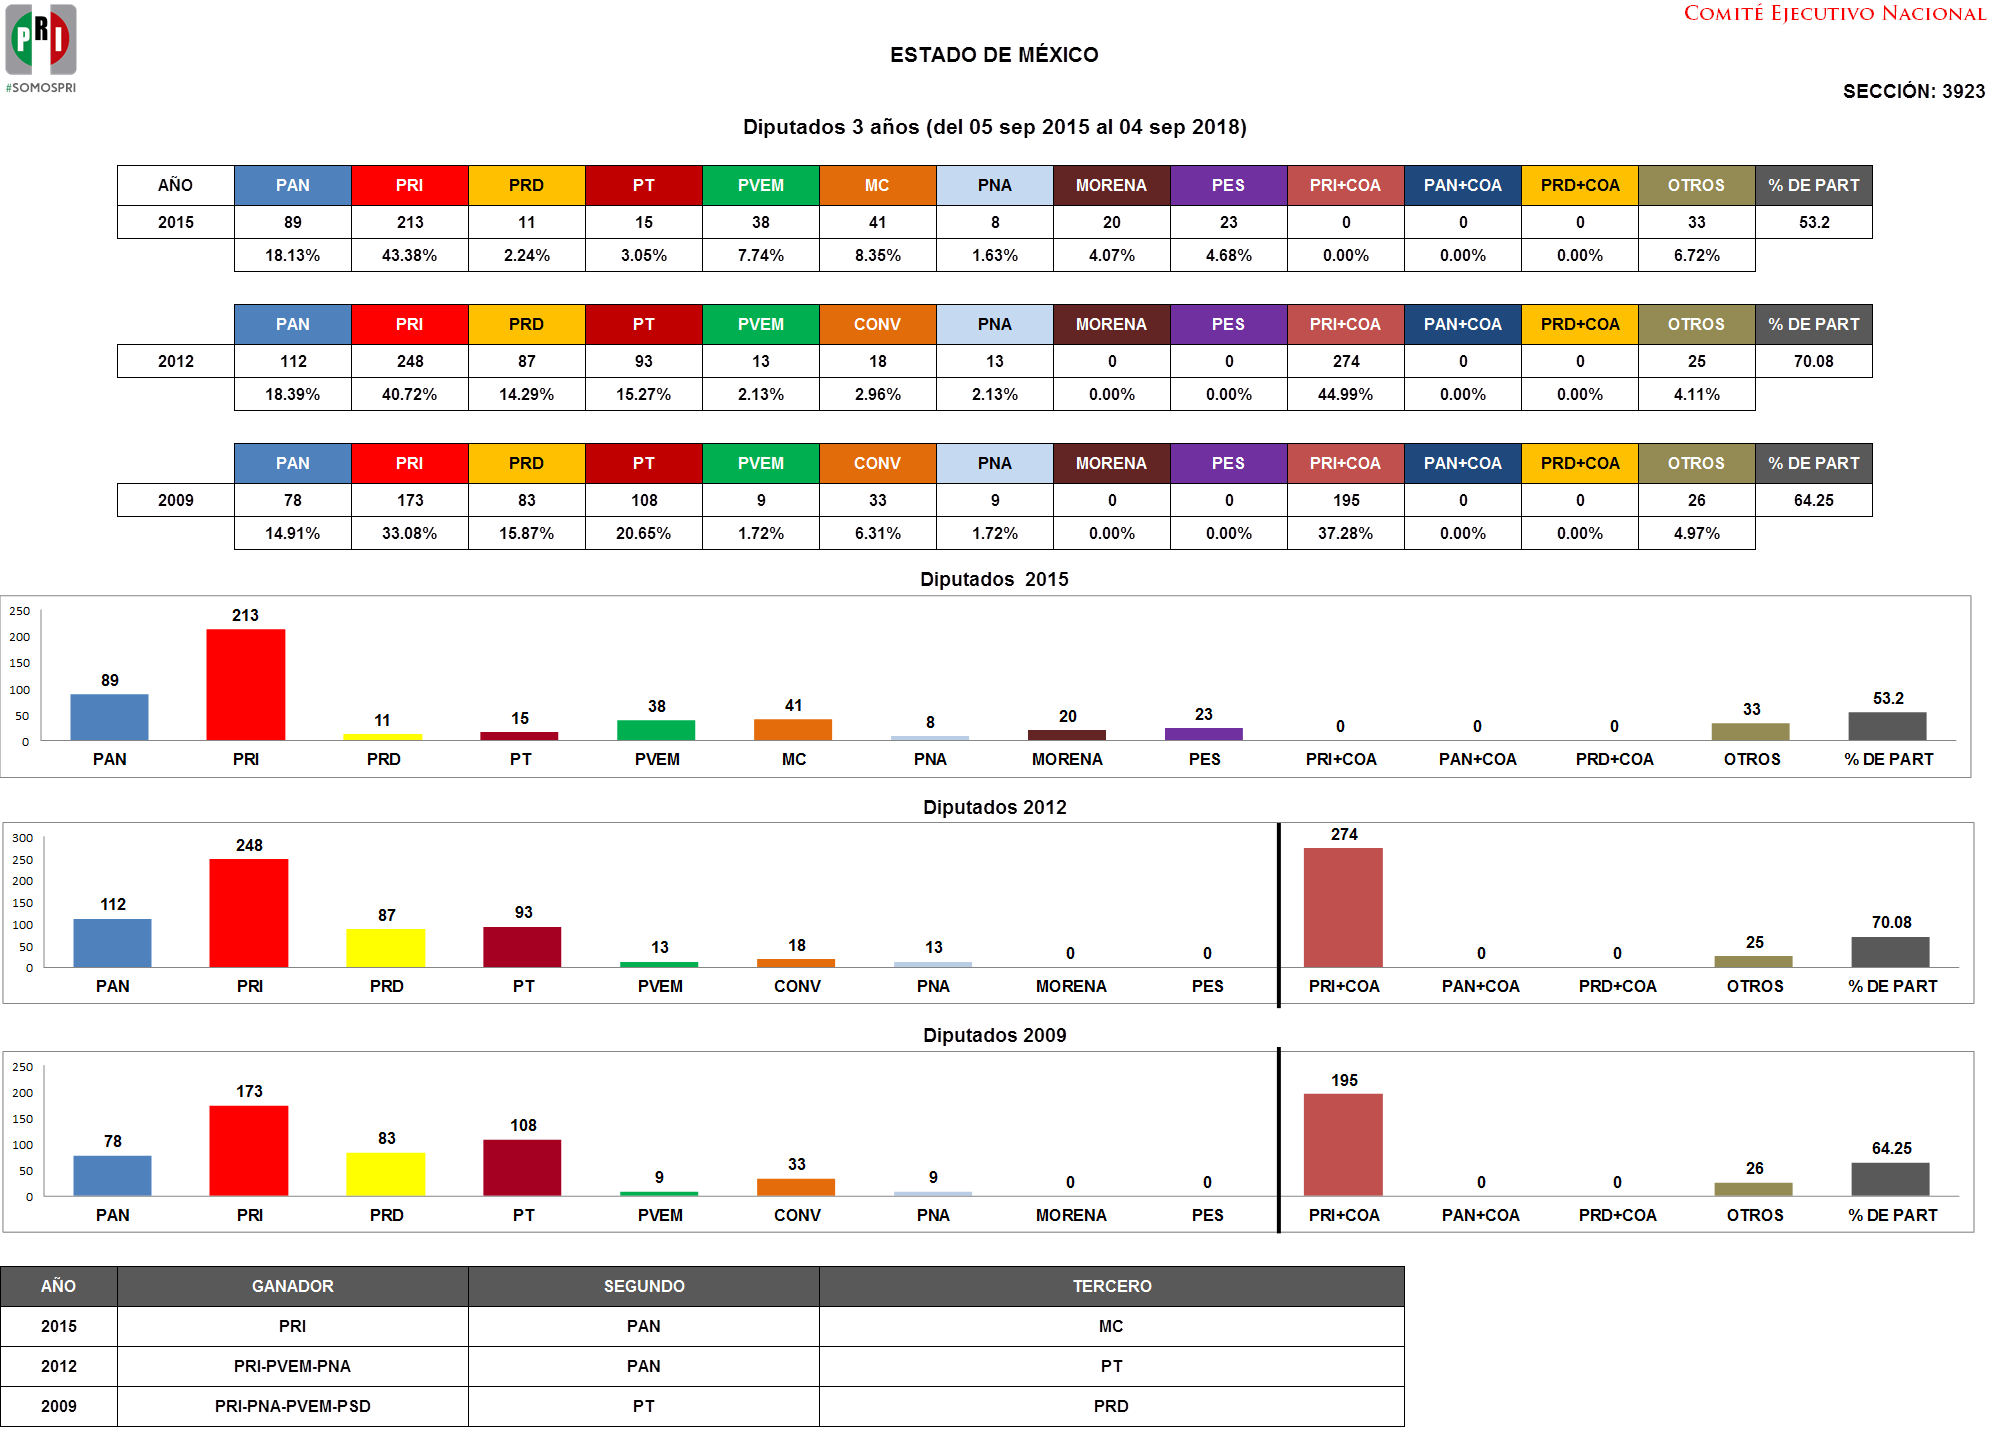 PRI
#SOMOSPRI
COMITÉ EJECUTIVO NACIONAL
ESTADO DE MÉXICO
SECCIÓN: 3923
Diputados 3 años (del 05 sep 2015 al 04 sep 2018)
AÑO PAN PRI PRD PT PVEM MC PNA MORENA PES PRI+COA PAN+COA PRD+COA OTROS % DE PART
2015 89 213 11 15 38 41 8 20 23 0 0 0 33 53.2
18.13% 43.38% 2.24% 3.05% 7.74% 8.35% 1.63% 4.07% 4.68% 0.00% 0.00% 0.00% 6.72%
PAN PRI PRD PT PVEM CONV PNA MORENA PES PRI+COA PAN+COA PRD+COA OTROS % DE PART
2012 112 248 87 93 13 18 13 0 0 274 0 0 25 70.08
18.39% 40.72% 14.29% 15.27% 2.13% 2.96% 2.13% 0.00% 0.00% 44.99% 0.00% 0.00% 4.11%
PAN PRI PRD PT PVEM CONV PNA MORENA PES PRI+COA PAN+COA PRD+COA OTROS % DE PART
2009 78 173 83 108 9 33 9 0 0 195 0 0 26 64.25
14.91% 33.08% 15.87% 20.65% 1.72% 6.31% 1.72% 0.00% 0.00% 37.28% 0.00% 0.00% 4.97%
Diputados 2015
250
200
150
100
50
0
89 213 11 15 38 41 8 20 23 0 0 0 33 53.2
PAN PRI PRD PT PVEM MC PNA MORENA PES PRI+COA PAN+COA PRD+COA OTROS % DE PART
Diputados 2012
300
250
200
150
100
50
0
112 248 87 93 13 18 13 0 0 274 0 0 25 70.08
PAN PRI PRD PT PVEM CONV PNA MORENA PES PRI+COA PAN+COA PRD+COA OTROS % DE PART
Diputados 2009
250
200
150
100
50
0
78 173 83 108 9 33 9 0 0 195 0 0 26 64.25
PAN PRI PRD PT PVEM CONV PNA MORENA PES PRI+COA PAN+COA PRD+COA OTROS % DE PART
AÑO GANADOR SEGUNDO TERCERO
2015 PRI PAN MC
2012 PRI-PVEM-PNA PAN PT
2009 PRI-PNA-PVEM-PSD PT PRD